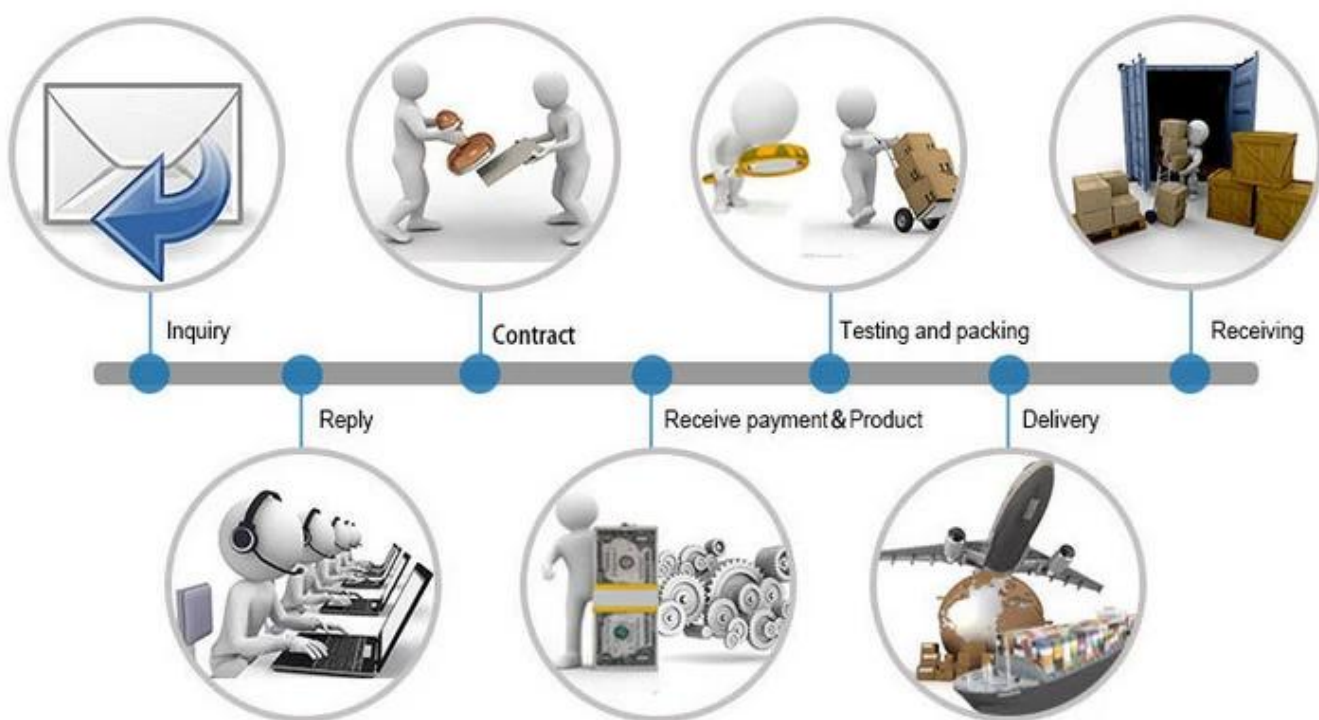 Inquiry
Reply
Contract
Receive payment & Product
Testing and packing
Delivery
Receiving